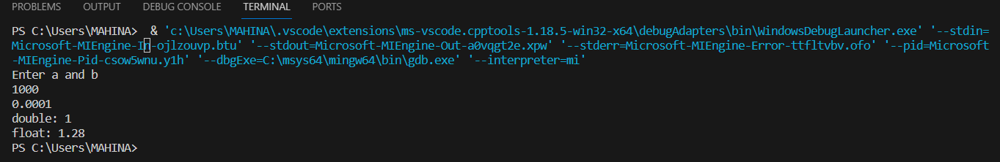 PROBLEMS OUTPUT DEBUG CONSOLE TERMINAL PORTS
PS C:\Users\MAHINA>  & 'c:\Users\MAHINA\.vscode\extensions\ms-vscode.cpptools-1.18.5-win32-x64\debugAdapters\bin\WindowsDebugLauncher.exe' '--stdin=
Microsoft-MIEngine-In-ojlzouvp.btu' '--stdout=Microsoft-MIEngine-Out-a0vqgt2e.xpw' '--stderr=Microsoft-MIEngine-Error-ttfltvbv.ofo' '--pid=Microsoft
-MIEngine-Pid-csow5wnu.y1h' '--dbgExe=C:\msys64\mingw64\bin\gdb.exe' '--interpreter=mi'
Enter a and b
1000
0.0001
double: 1
float: 1.28
PS C:\Users\MAHINA>